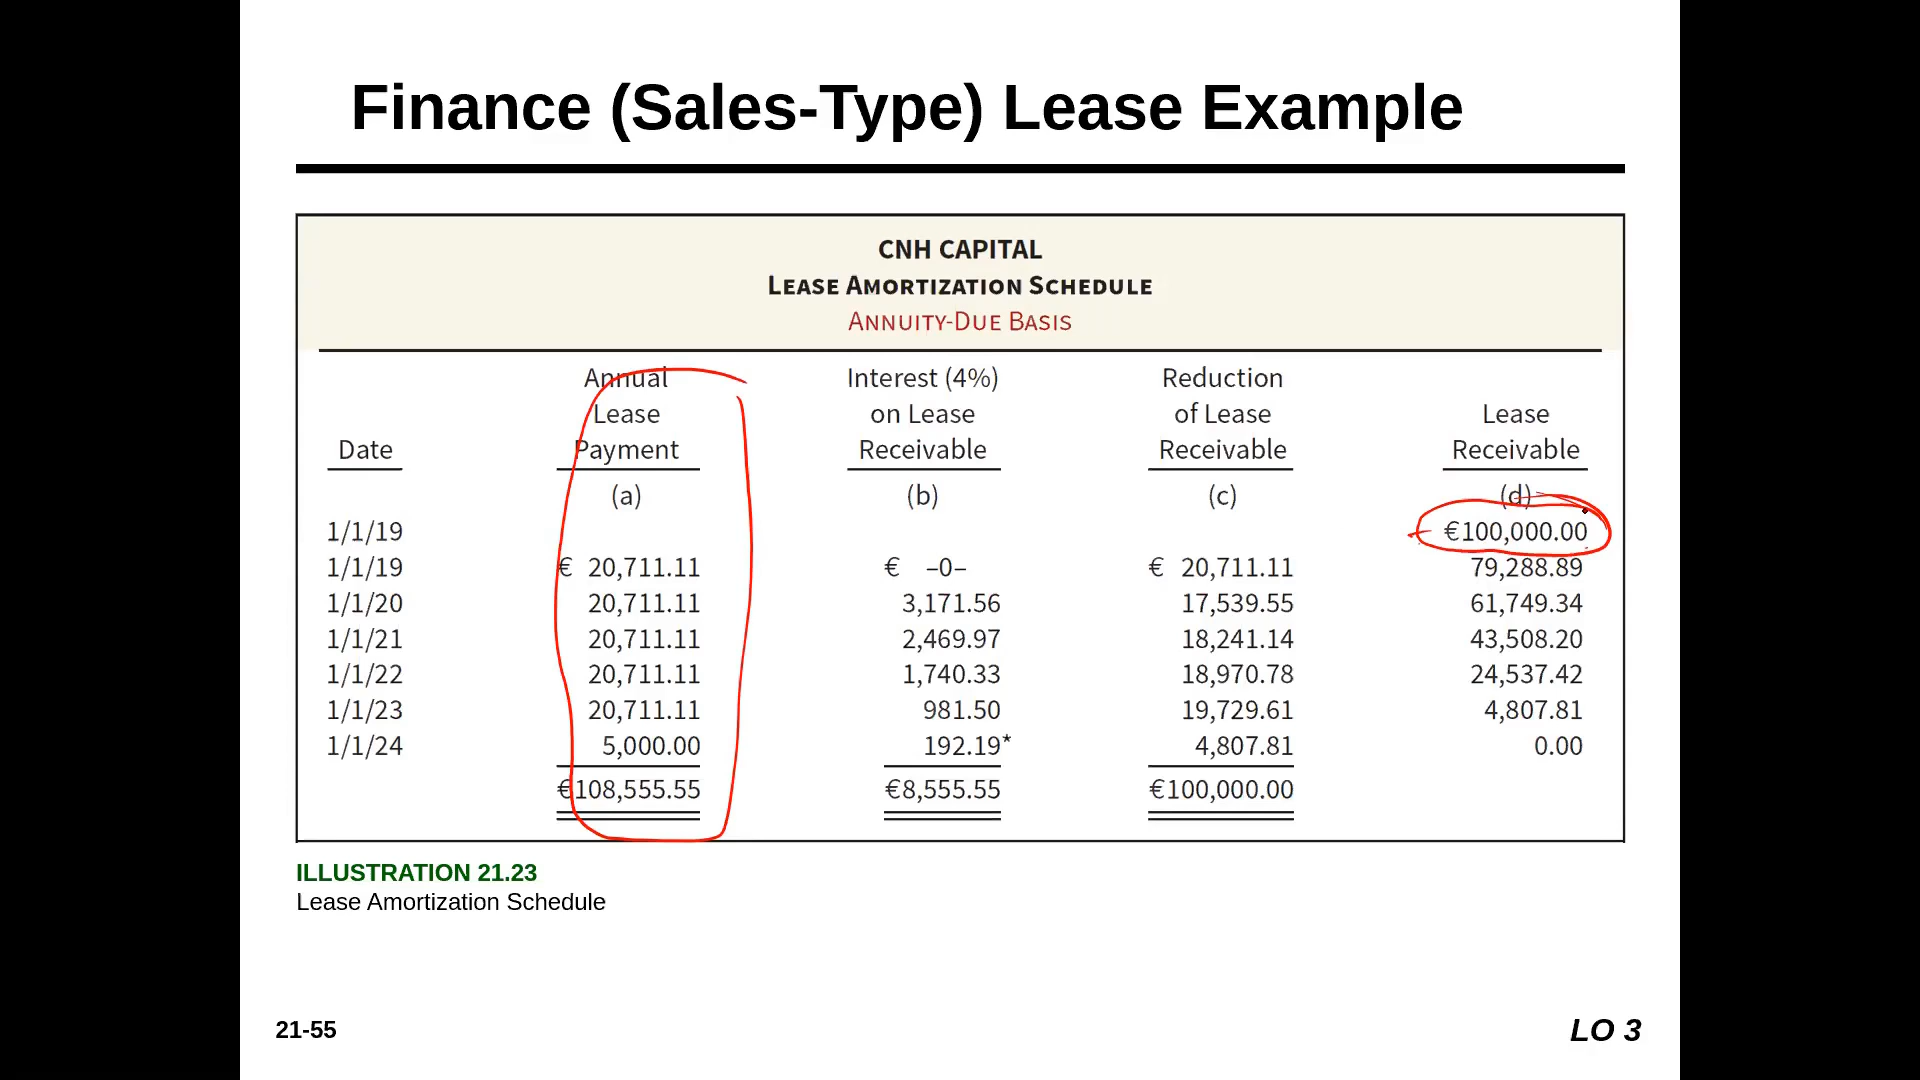 Finance (Sales-Type) Lease Example
CNH CAPITAL
LEASE AMORTIZATION SCHEDULE
ANNUITY-DUE BASIS
Date Annual Lease Payment Interest (4%) on Lease Receivable Reduction of Lease Receivable Lease Receivable
(a) (b) (c) (d)
1/1/19 €100,000.00
1/1/19 € 20,711.11 € –0– € 20,711.11 79,288.89
1/1/20 20,711.11 3,171.56 17,539.55 61,749.34
1/1/21 20,711.11 2,469.97 18,241.14 43,508.20
1/1/22 20,711.11 1,740.33 18,970.78 24,537.42
1/1/23 20,711.11 981.50 19,729.61 4,807.81
1/1/24 5,000.00 192.19* 4,807.81 0.00
€108,555.55 €8,555.55 €100,000.00
ILLUSTRATION 21.23
Lease Amortization Schedule
21-55 LO 3